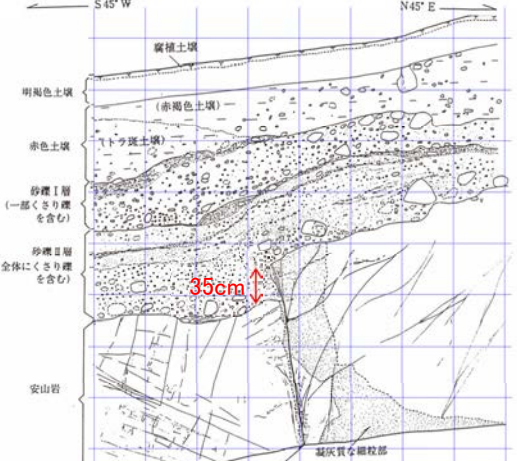 S45°W
N45°E
腐植土壌
明褐色土壌
(赤褐色土壌)
赤色土壌
(トラ斑土壌)
砂礫Ⅰ層
(一部くさり礫
を含む)
砂礫Ⅱ層
全体にくさり礫
を含む)
35cm
安山岩
凝灰質な細粒部